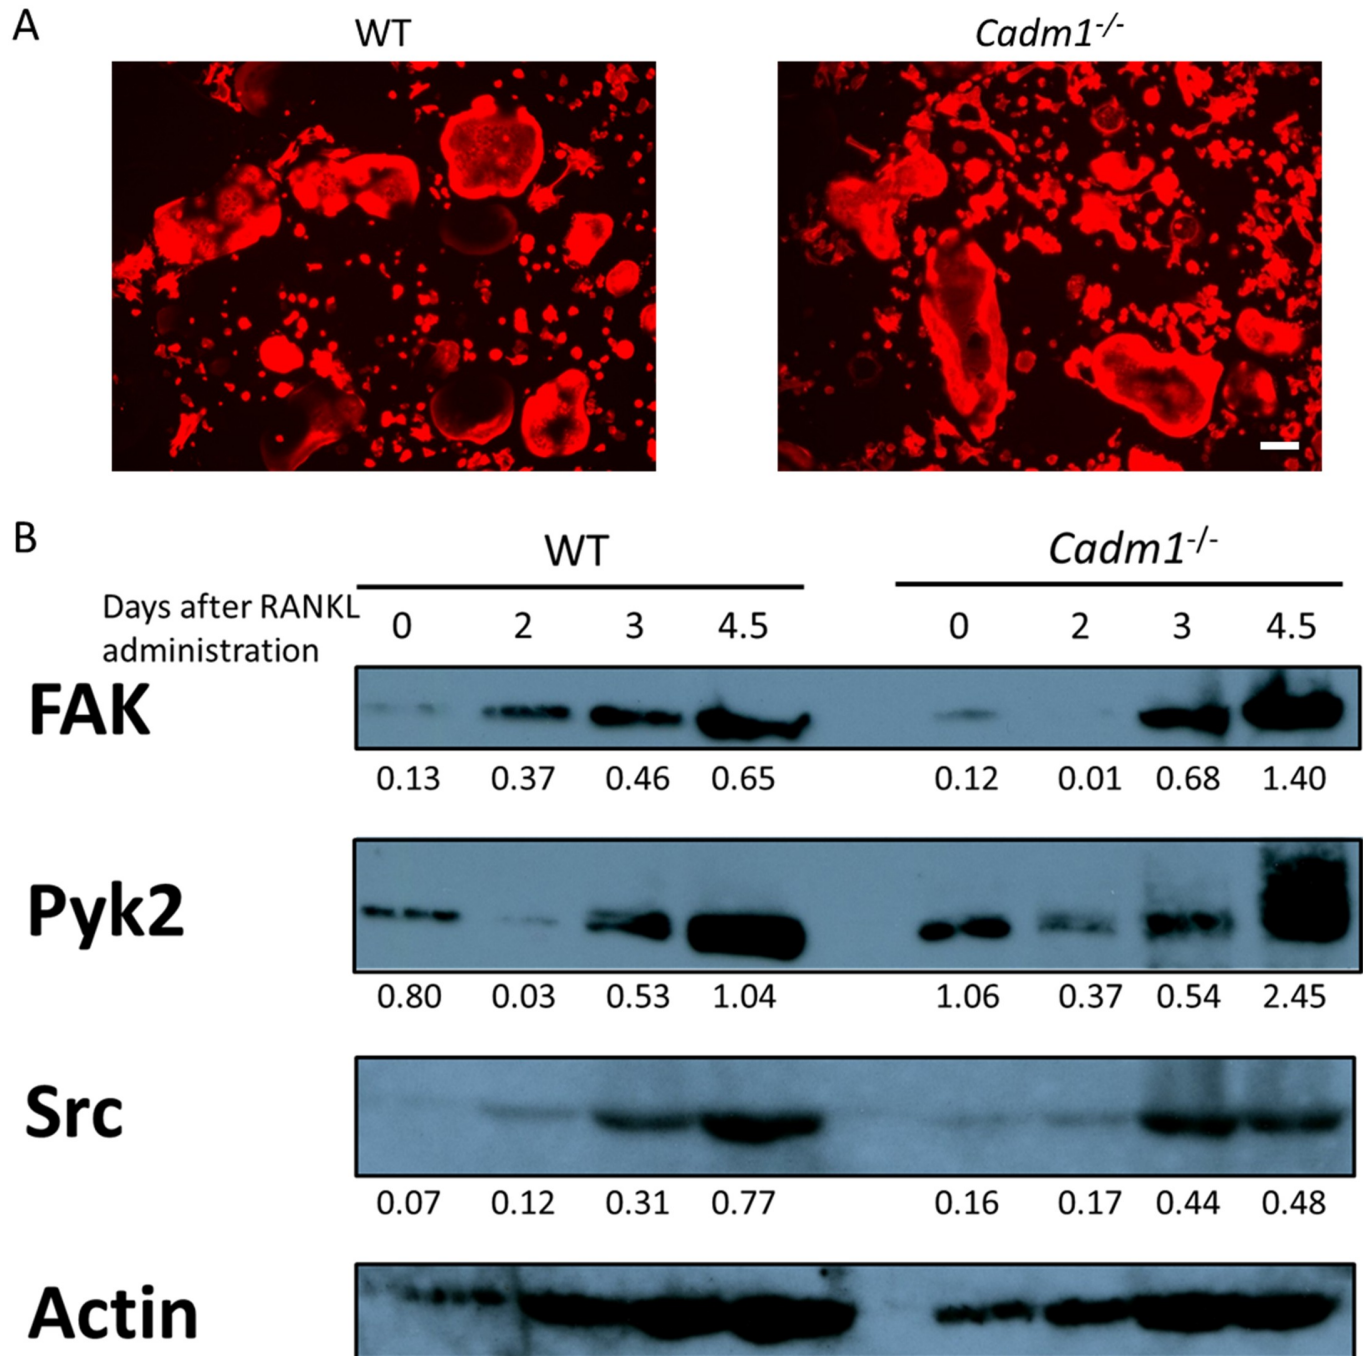 A
WT
Cadm1-/-
B
WT
Cadm1-/-
Days after RANKL
administration
0 2 3 4.5 0 2 3 4.5
FAK
0.13 0.37 0.46 0.65 0.12 0.01 0.68 1.40
Pyk2
0.80 0.03 0.53 1.04 1.06 0.37 0.54 2.45
Src
0.07 0.12 0.31 0.77 0.16 0.17 0.44 0.48
Actin